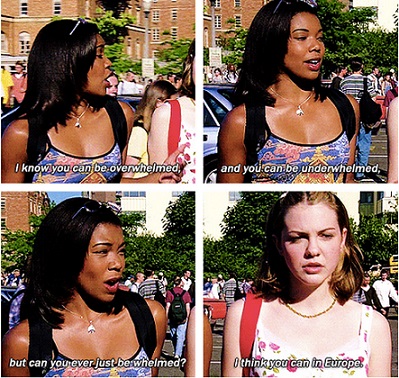 I know you can be overwhelmed,
and you can be underwhelmed,
but can you ever just be whelmed?
I think you can in Europe.